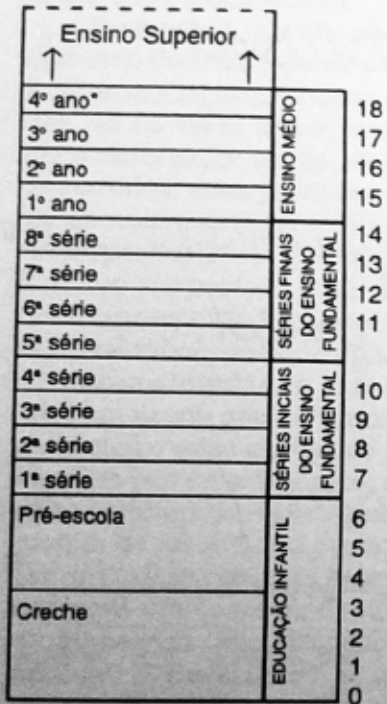 Ensino Superior
4º ano* 18
3º ano 17
2º ano 16
1º ano 15
ENSINO MÉDIO
8ª série 14
7ª série 13
6ª série 12
5ª série 11
SÉRIES FINAIS
DO ENSINO
FUNDAMENTAL
4ª série 10
3ª série 9
2ª série 8
1ª série 7
SÉRIES INICIAIS
DO ENSINO
FUNDAMENTAL
Pré-escola 6
5
4
Creche 3
2
1
0
EDUCAÇÃO INFANTIL